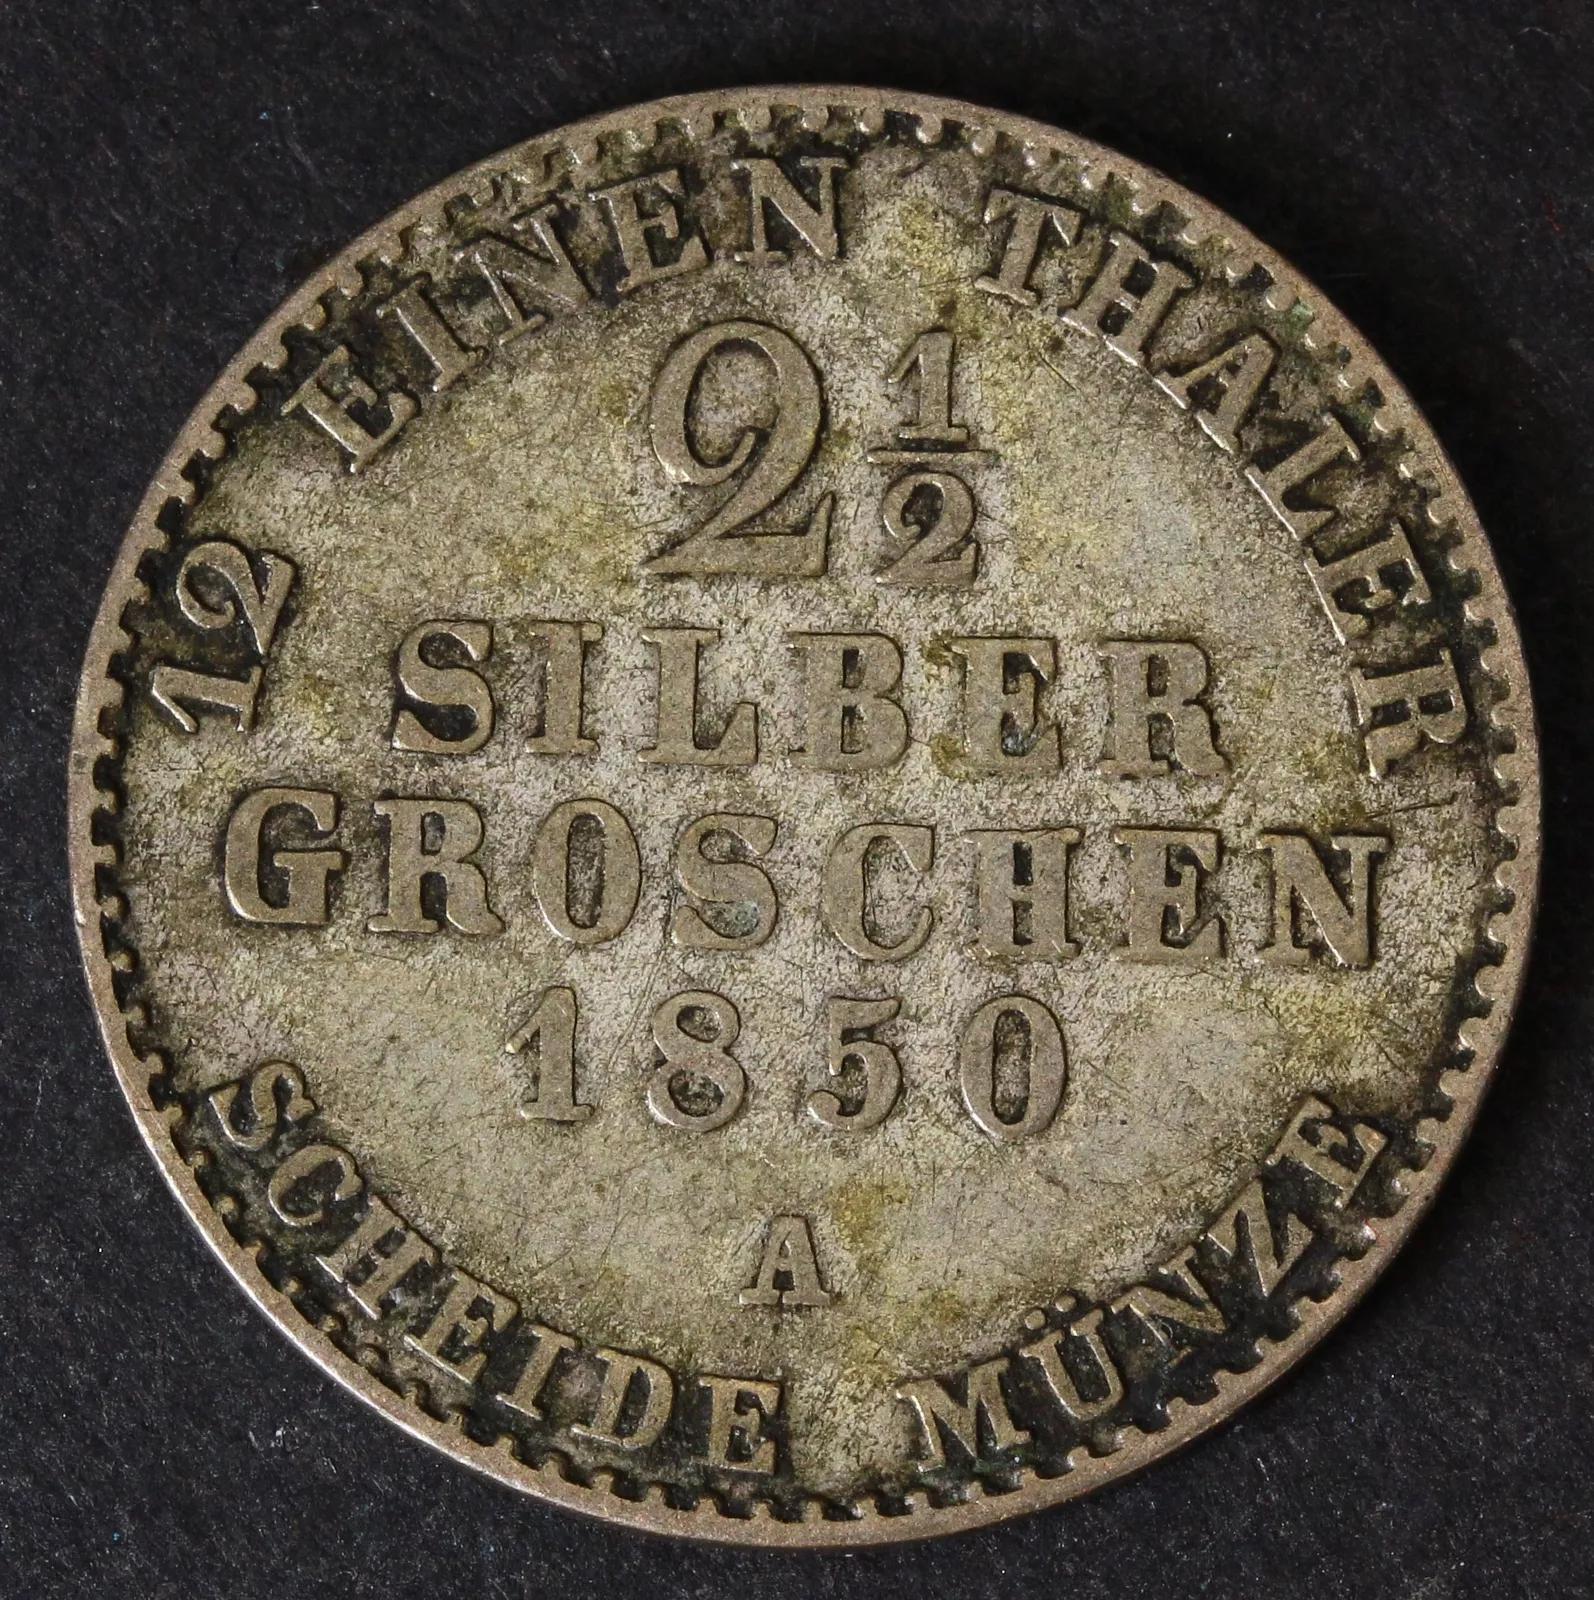 12 EINEN THALER
2 1/2
SILBER
GROSCHEN
1850
A
SCHEIDE MÜNZE